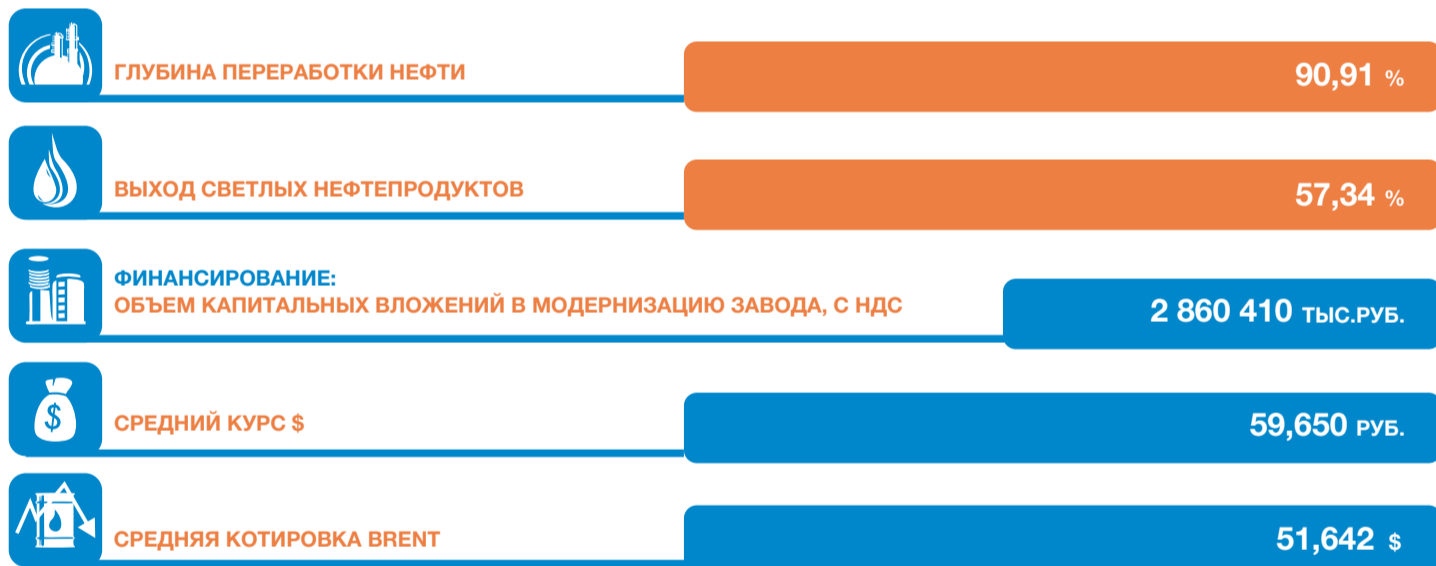 ГЛУБИНА ПЕРЕРАБОТКИ НЕФТИ
90,91 %
ВЫХОД СВЕТЛЫХ НЕФТЕПРОДУКТОВ
57,34 %
ФИНАНСИРОВАНИЕ:
ОБЪЕМ КАПИТАЛЬНЫХ ВЛОЖЕНИЙ В МОДЕРНИЗАЦИЮ ЗАВОДА, С НДС
2 860 410 ТЫС.РУБ.
$
СРЕДНИЙ КУРС $
59,650 РУБ.
СРЕДНЯЯ КОТИРОВКА BRENT
51,642 $